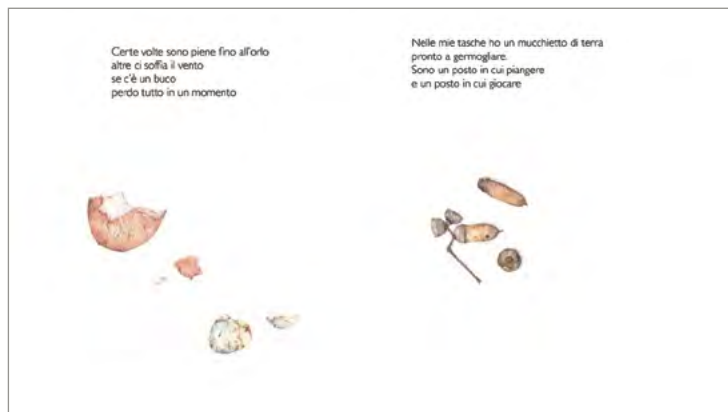 Certe volte sono piene fino all'orlo
altre ci soffia il vento
se c'è un buco
perdo tutto in un momento
Nelle mie tasche ho un mucchietto di terra
pronto a germogliare.
Sono un posto in cui piangere
e un posto in cui giocare